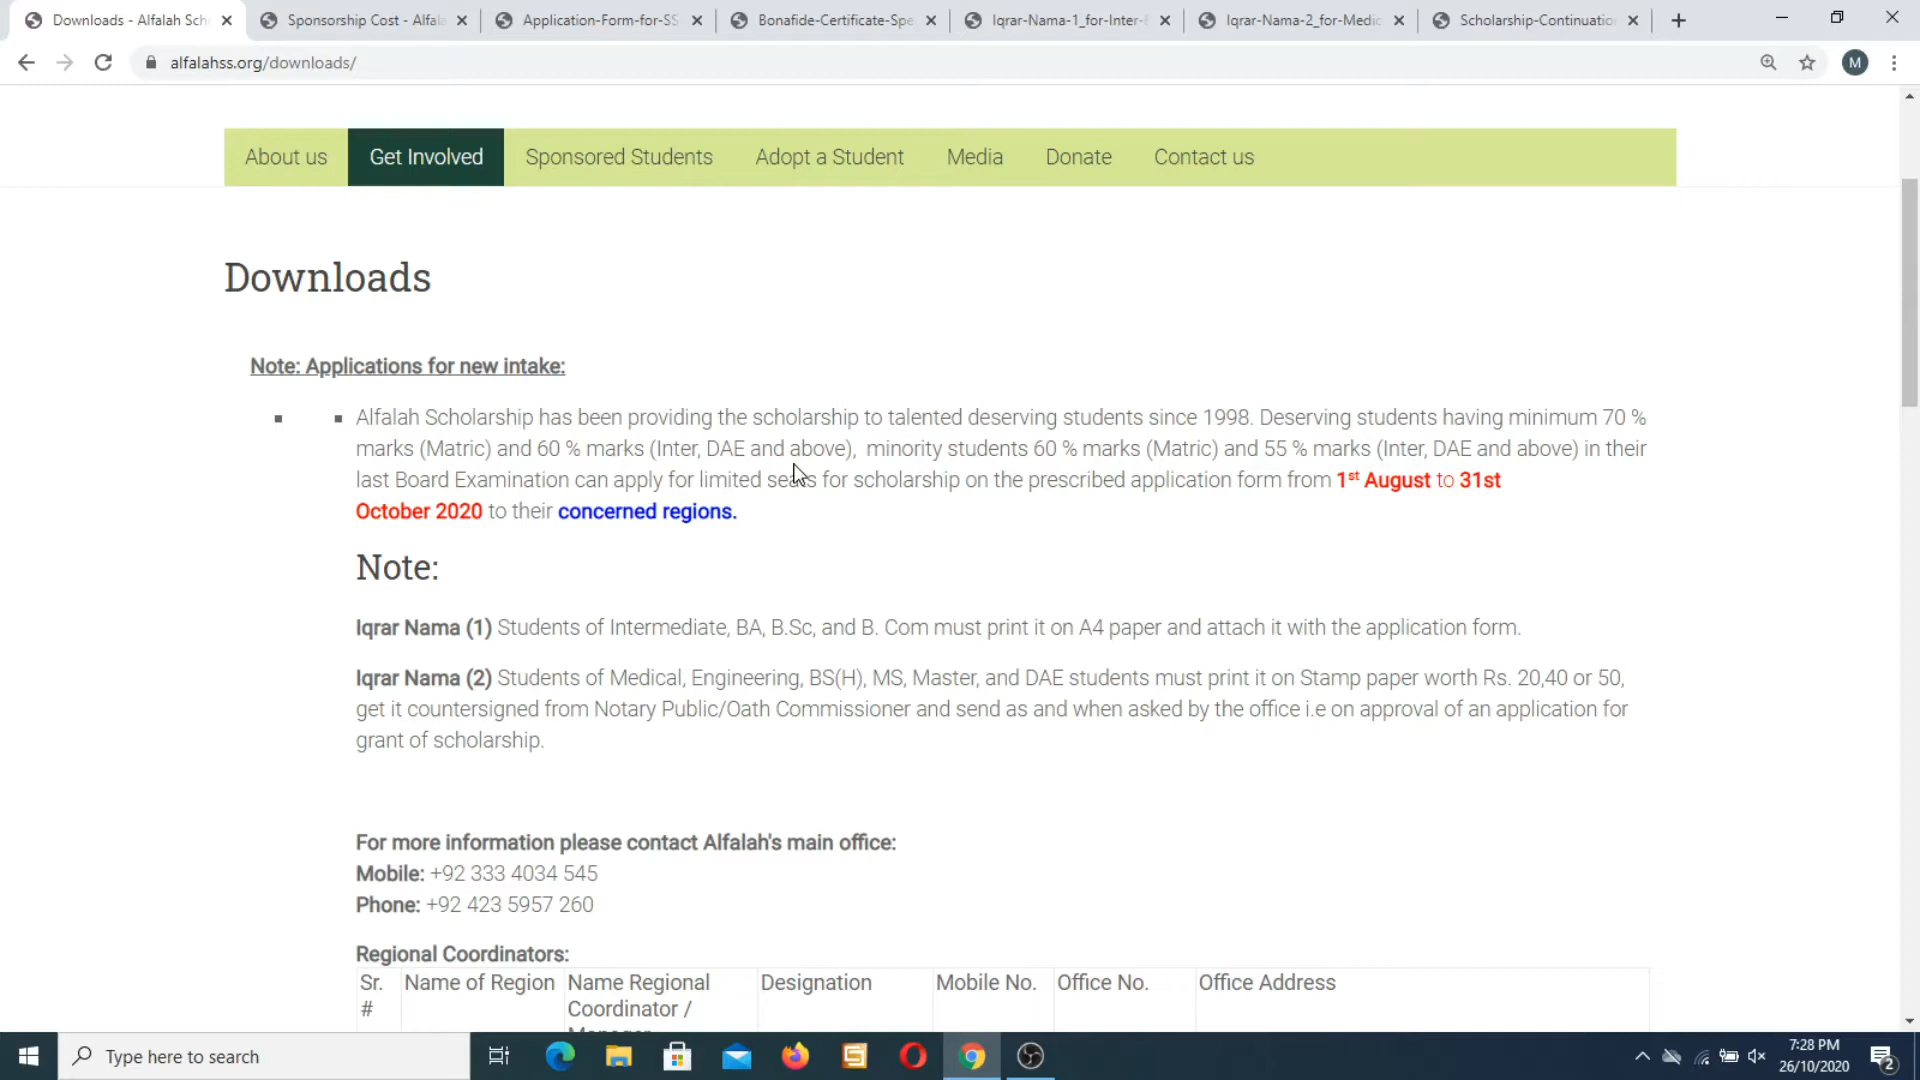 Downloads - Alfalah Sch
Sponsorship Cost - Alfala
Application-Form-for-SS
Bonafide-Certificate-Spe
Iqrar-Nama-1_for-Inter-
Iqrar-Nama-2_for-Medic
Scholarship-Continuation
alfalahss.org/downloads/
M
About us
Get Involved
Sponsored Students
Adopt a Student
Media
Donate
Contact us
Downloads
Note: Applications for new intake:
Alfalah Scholarship has been providing the scholarship to talented deserving students since 1998. Deserving students having minimum 70 %
marks (Matric) and 60 % marks (Inter, DAE and above), minority students 60 % marks (Matric) and 55 % marks (Inter, DAE and above) in their
last Board Examination can apply for limited seats for scholarship on the prescribed application form from 1st August to 31st
October 2020 to their concerned regions.
Note:
Iqrar Nama (1) Students of Intermediate, BA, B.Sc, and B. Com must print it on A4 paper and attach it with the application form.
Iqrar Nama (2) Students of Medical, Engineering, BS(H), MS, Master, and DAE students must print it on Stamp paper worth Rs. 20,40 or 50,
get it countersigned from Notary Public/Oath Commissioner and send as and when asked by the office i.e on approval of an application for
grant of scholarship.
For more information please contact Alfalah's main office:
Mobile: +92 333 4034 545
Phone: +92 423 5957 260
Regional Coordinators:
Sr. # Name of Region Name Regional Coordinator / Manager Designation Mobile No. Office No. Office Address
Type here to search
7:28 PM
26/10/2020
2